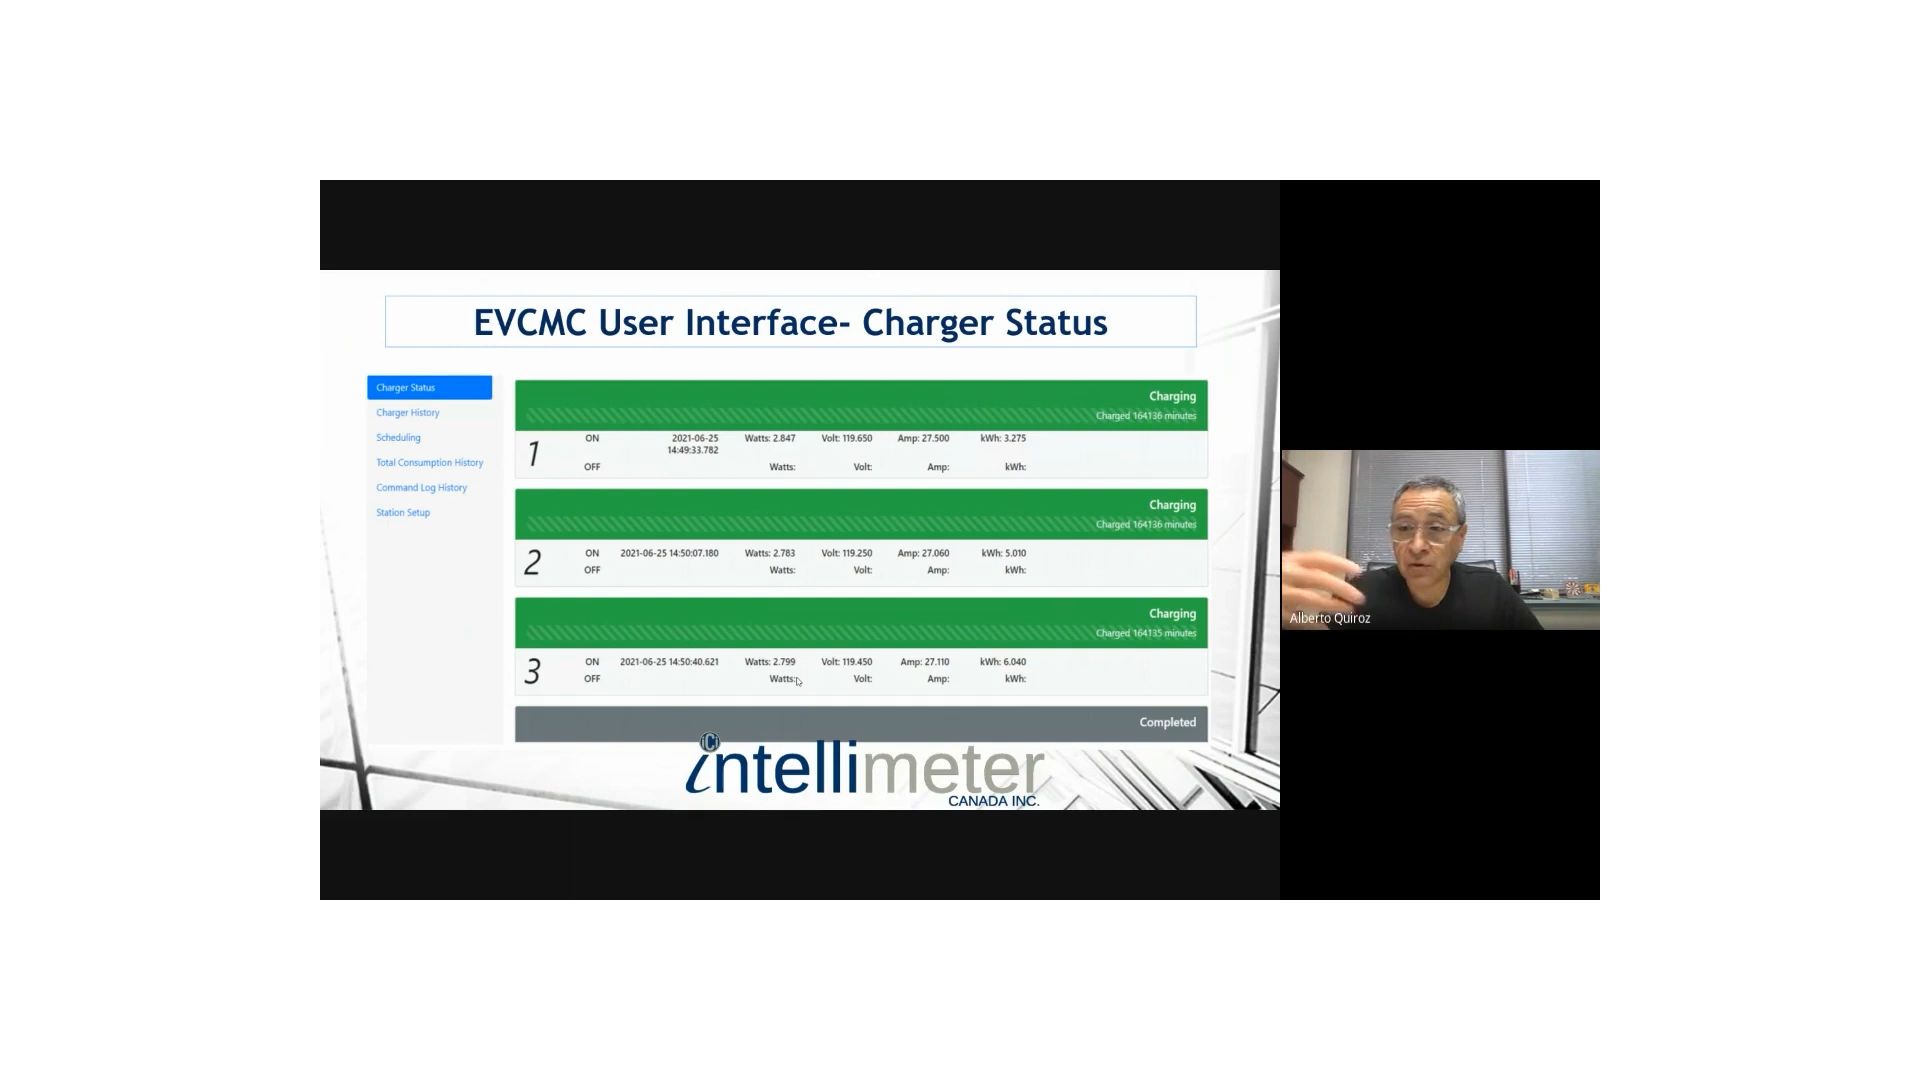 EVCMC User Interface- Charger Status
Charger Status
Charger History
Scheduling
Total Consumption History
Command Log History
Station Setup
Charging
Charged 164136 minutes
1
ON 2021-06-25 14:49:33.782 Watts: 2.847 Volt: 119.650 Amp: 27.500 kWh: 3.275
OFF Watts: Volt: Amp: kWh:
Charging
Charged 164136 minutes
2
ON 2021-06-25 14:50:07.180 Watts: 2.783 Volt: 119.250 Amp: 27.060 kWh: 5.010
OFF Watts: Volt: Amp: kWh:
Charging
Charged 164135 minutes
3
ON 2021-06-25 14:50:40.621 Watts: 2.799 Volt: 119.450 Amp: 27.110 kWh: 6.040
OFF Watts: Volt: Amp: kWh:
Completed
iCi
intellimeter
CANADA INC.
Alberto Quiroz